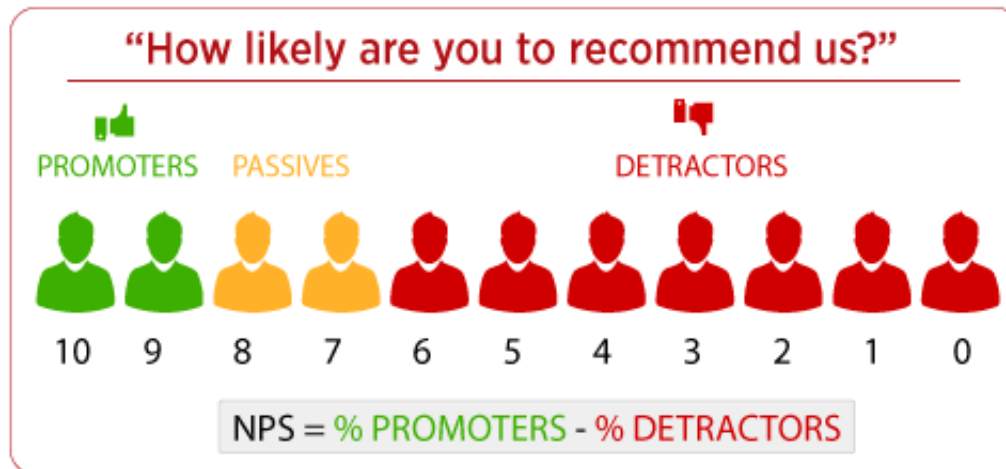 “How likely are you to recommend us?”
PROMOTERS PASSIVES DETRACTORS
10 9 8 7 6 5 4 3 2 1 0
NPS = % PROMOTERS - % DETRACTORS